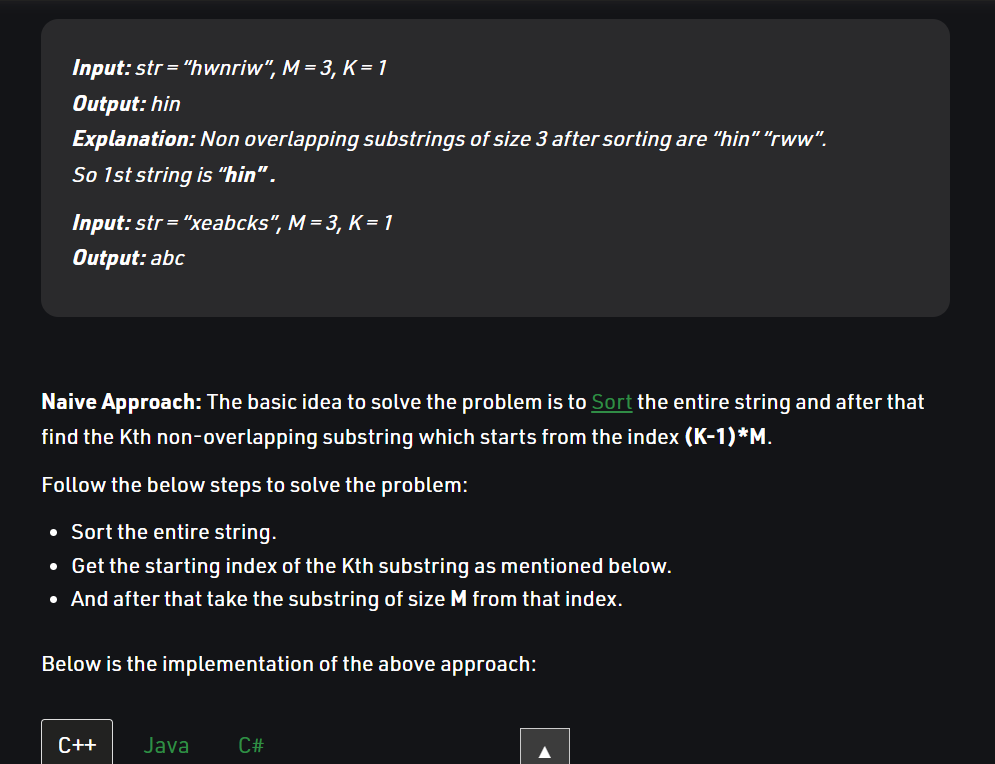 Input: str = “hwnriw”, M = 3, K = 1
Output: hin
Explanation: Non overlapping substrings of size 3 after sorting are “hin” “rww”.
So 1st string is “hin” .
Input: str = “xeabcks”, M = 3, K = 1
Output: abc
Naive Approach: The basic idea to solve the problem is to Sort the entire string and after that
find the Kth non-overlapping substring which starts from the index (K-1)*M.
Follow the below steps to solve the problem:
• Sort the entire string.
• Get the starting index of the Kth substring as mentioned below.
• And after that take the substring of size M from that index.
Below is the implementation of the above approach:
C++ Java C# ▲